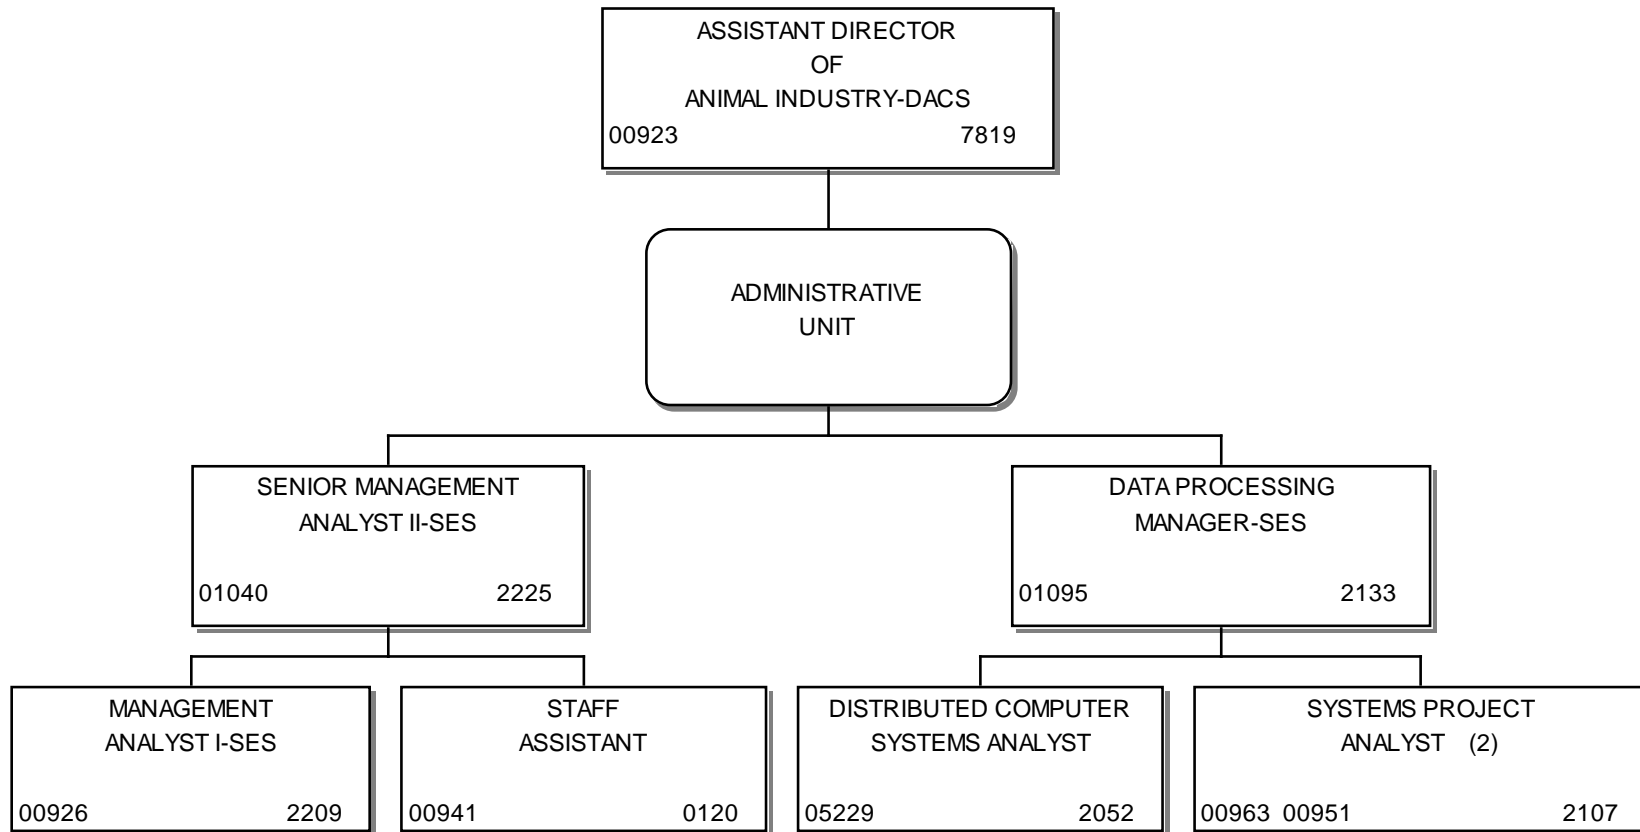 ASSISTANT DIRECTOR
OF
ANIMAL INDUSTRY-DACS
00923 7819
ADMINISTRATIVE
UNIT
SENIOR MANAGEMENT
ANALYST II-SES
01040 2225
DATA PROCESSING
MANAGER-SES
01095 2133
MANAGEMENT
ANALYST I-SES
00926 2209
STAFF
ASSISTANT
00941 0120
DISTRIBUTED COMPUTER
SYSTEMS ANALYST
05229 2052
SYSTEMS PROJECT
ANALYST (2)
00963 00951 2107